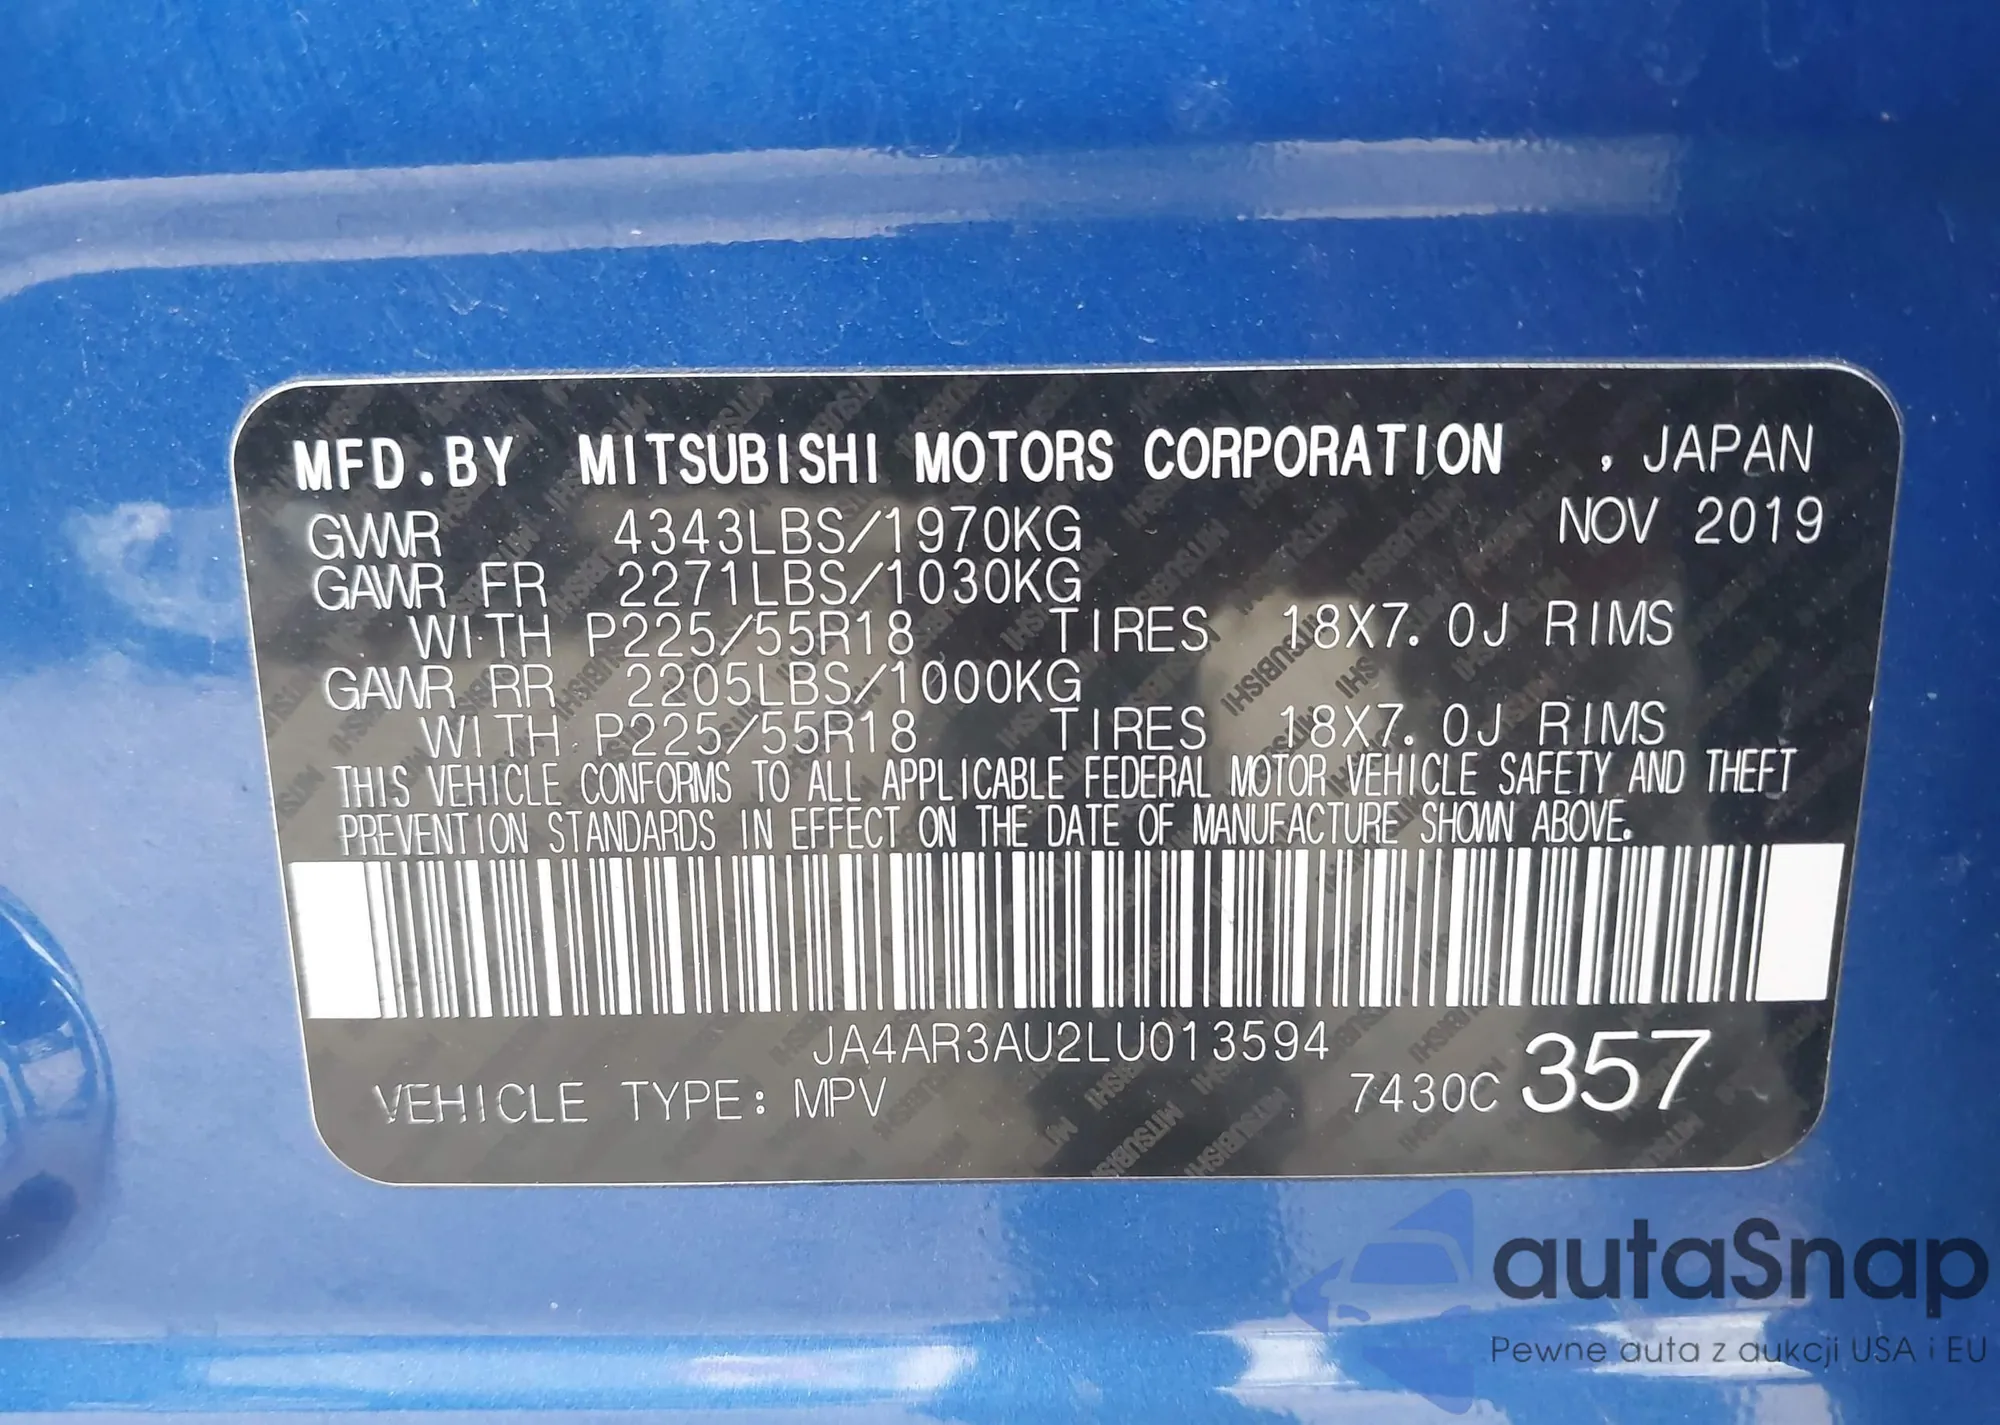 MFD.BY MITSUBISHI MOTORS CORPORATION , JAPAN
GVWR 4343LBS/1970KG NOV 2019
GAWR FR 2271LBS/1030KG
WITH P225/55R18 TIRES 18X7.0J RIMS
GAWR RR 2205LBS/1000KG
WITH P225/55R18 TIRES 18X7.0J RIMS
THIS VEHICLE CONFORMS TO ALL APPLICABLE FEDERAL MOTOR VEHICLE SAFETY AND THEFT
PREVENTION STANDARDS IN EFFECT ON THE DATE OF MANUFACTURE SHOWN ABOVE.
JA4AR3AU2LU013594
VEHICLE TYPE: MPV 7430C 357
autaSnap
Pewne auta z aukcji USA i EU